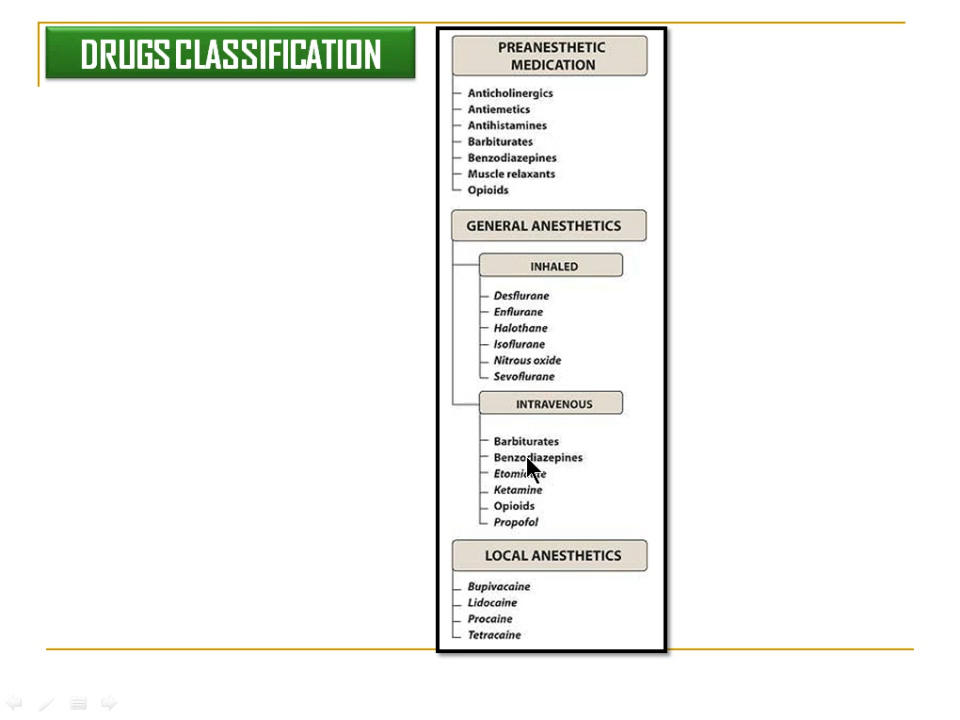 DRUGS CLASSIFICATION
PREANESTHETIC
MEDICATION
Anticholinergics
Antiemetics
Antihistamines
Barbiturates
Benzodiazepines
Muscle relaxants
Opioids
GENERAL ANESTHETICS
INHALED
Desflurane
Enflurane
Halothane
Isoflurane
Nitrous oxide
Sevoflurane
INTRAVENOUS
Barbiturates
Benzodiazepines
Etomidate
Ketamine
Opioids
Propofol
LOCAL ANESTHETICS
Bupivacaine
Lidocaine
Procaine
Tetracaine